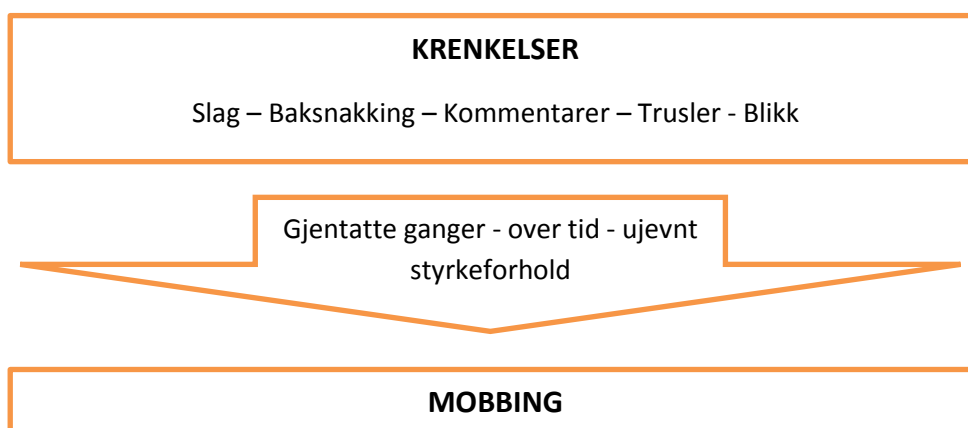 KRENKELSER
Slag – Baksnakking – Kommentarer – Trusler - Blikk
Gjentatte ganger - over tid - ujevnt
styrkeforhold
MOBBING